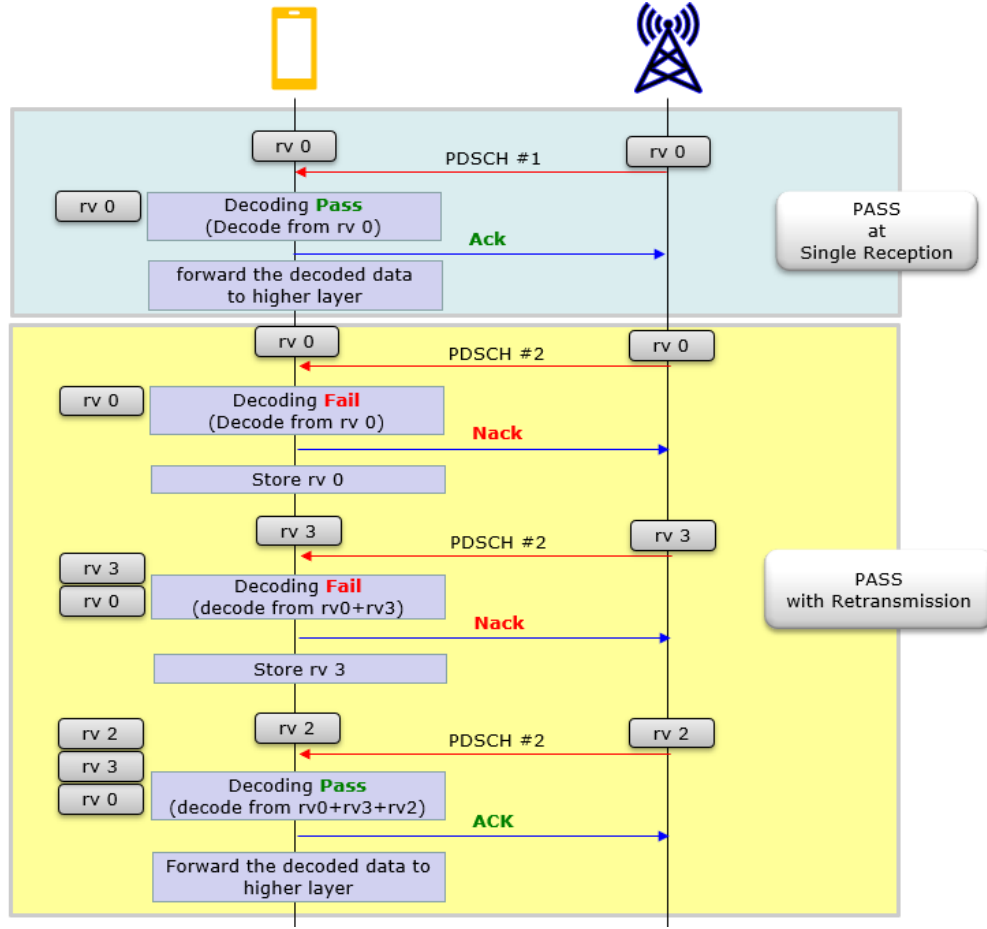 rv 0
rv 0
PDSCH #1
rv 0
Decoding Pass
(Decode from rv 0)
Ack
PASS
at
Single Reception
forward the decoded data
to higher layer
rv 0
rv 0
PDSCH #2
rv 0
Decoding Fail
(Decode from rv 0)
Nack
Store rv 0
rv 3
rv 3
PDSCH #2
rv 3
rv 0
Decoding Fail
(decode from rv0+rv3)
Nack
PASS
with Retransmission
Store rv 3
rv 2
rv 2
PDSCH #2
rv 2
rv 3
rv 0
Decoding Pass
(decode from rv0+rv3+rv2)
ACK
Forward the decoded data to
higher layer